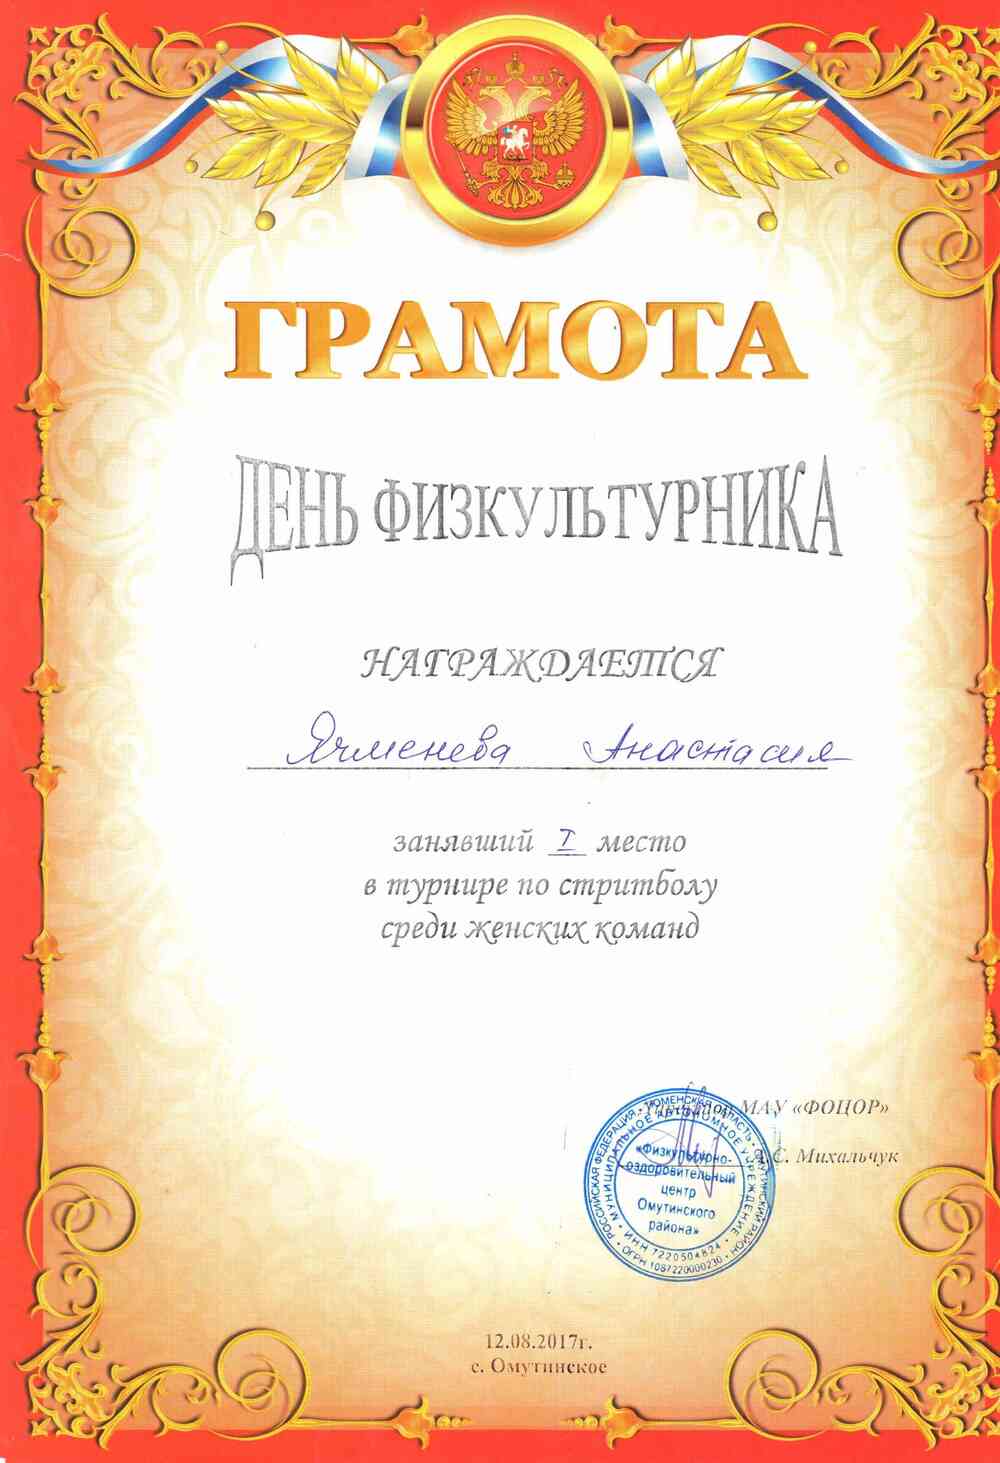 ГРАМОТА
ДЕНЬ ФИЗКУЛЬТУРНИКА
НАГРАЖДАЕТСЯ
Ячменева Анастасия
занявший I место
в турнире по стритболу
среди женских команд
МАУ «ФОЦОР»
А.С. Михальчук
РОССИЙСКАЯ ФЕДЕРАЦИЯ • ТЮМЕНСКАЯ ОБЛАСТЬ • ОМУТИНСКИЙ РАЙОН • ОГРН 1087220000230 •
МУНИЦИПАЛЬНОЕ АВТОНОМНОЕ УЧРЕЖДЕНИЕ • ИНН 7220504824 •
«Физкультурно-
оздоровительный
центр
Омутинского
района»
12.08.2017г.
с. Омутинское